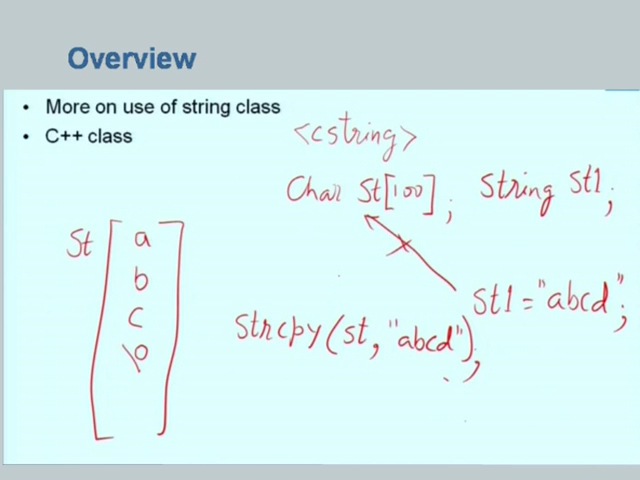 Overview
• More on use of string class
• C++ class
<cstring>
Char St[100]; String St1;
St
a
b
c
\0
St1 = "abcd";
Strcpy(st, "abcd");